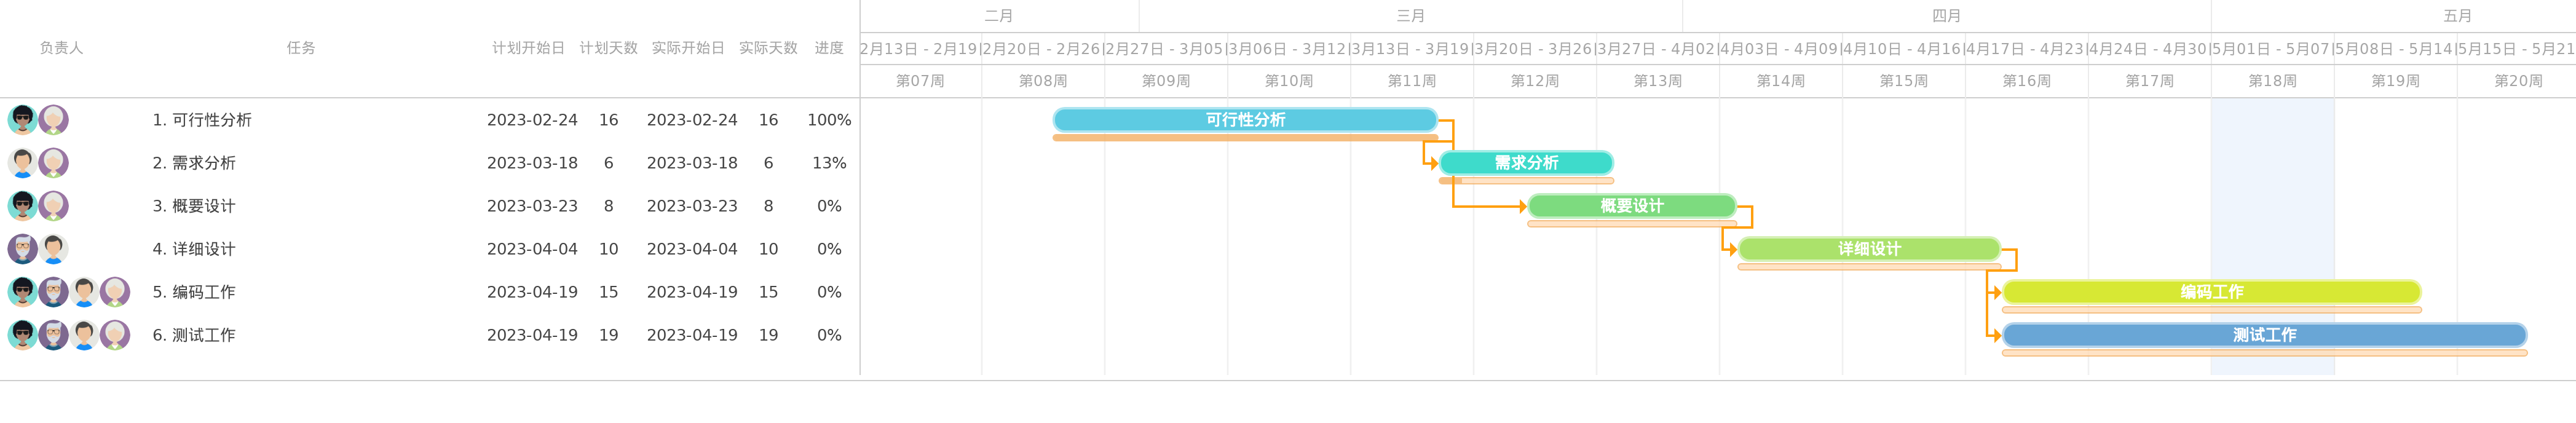 二月 三月 四月 五月
负责人 任务 计划开始日 计划天数 实际开始日 实际天数 进度
2月13日 - 2月19 2月20日 - 2月26 2月27日 - 3月05 3月06日 - 3月12 3月13日 - 3月19 3月20日 - 3月26 3月27日 - 4月02 4月03日 - 4月09 4月10日 - 4月16 4月17日 - 4月23 4月24日 - 4月30 5月01日 - 5月07 5月08日 - 5月14 5月15日 - 5月21
第07周 第08周 第09周 第10周 第11周 第12周 第13周 第14周 第15周 第16周 第17周 第18周 第19周 第20周
1. 可行性分析 2023-02-24 16 2023-02-24 16 100% 可行性分析
2. 需求分析 2023-03-18 6 2023-03-18 6 13% 需求分析
3. 概要设计 2023-03-23 8 2023-03-23 8 0% 概要设计
4. 详细设计 2023-04-04 10 2023-04-04 10 0% 详细设计
5. 编码工作 2023-04-19 15 2023-04-19 15 0% 编码工作
6. 测试工作 2023-04-19 19 2023-04-19 19 0% 测试工作